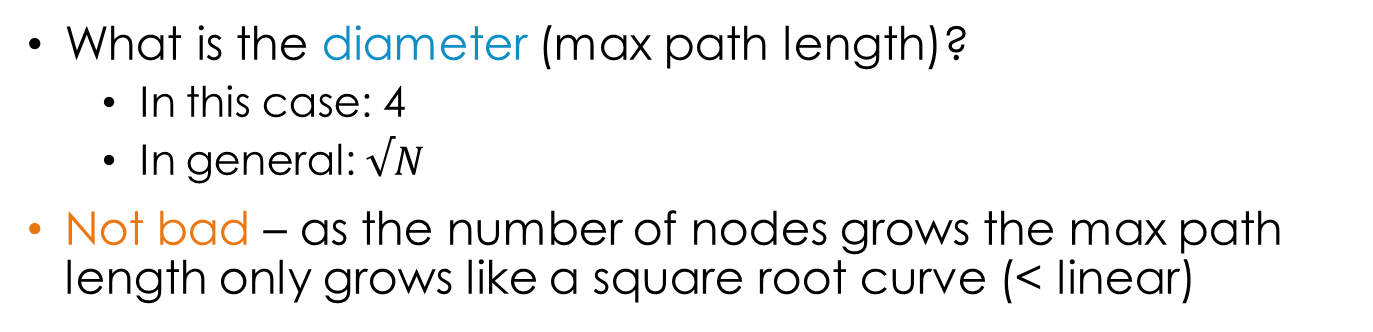 • What is the diameter (max path length)?
• In this case: 4
• In general: √N
• Not bad – as the number of nodes grows the max path
length only grows like a square root curve (< linear)